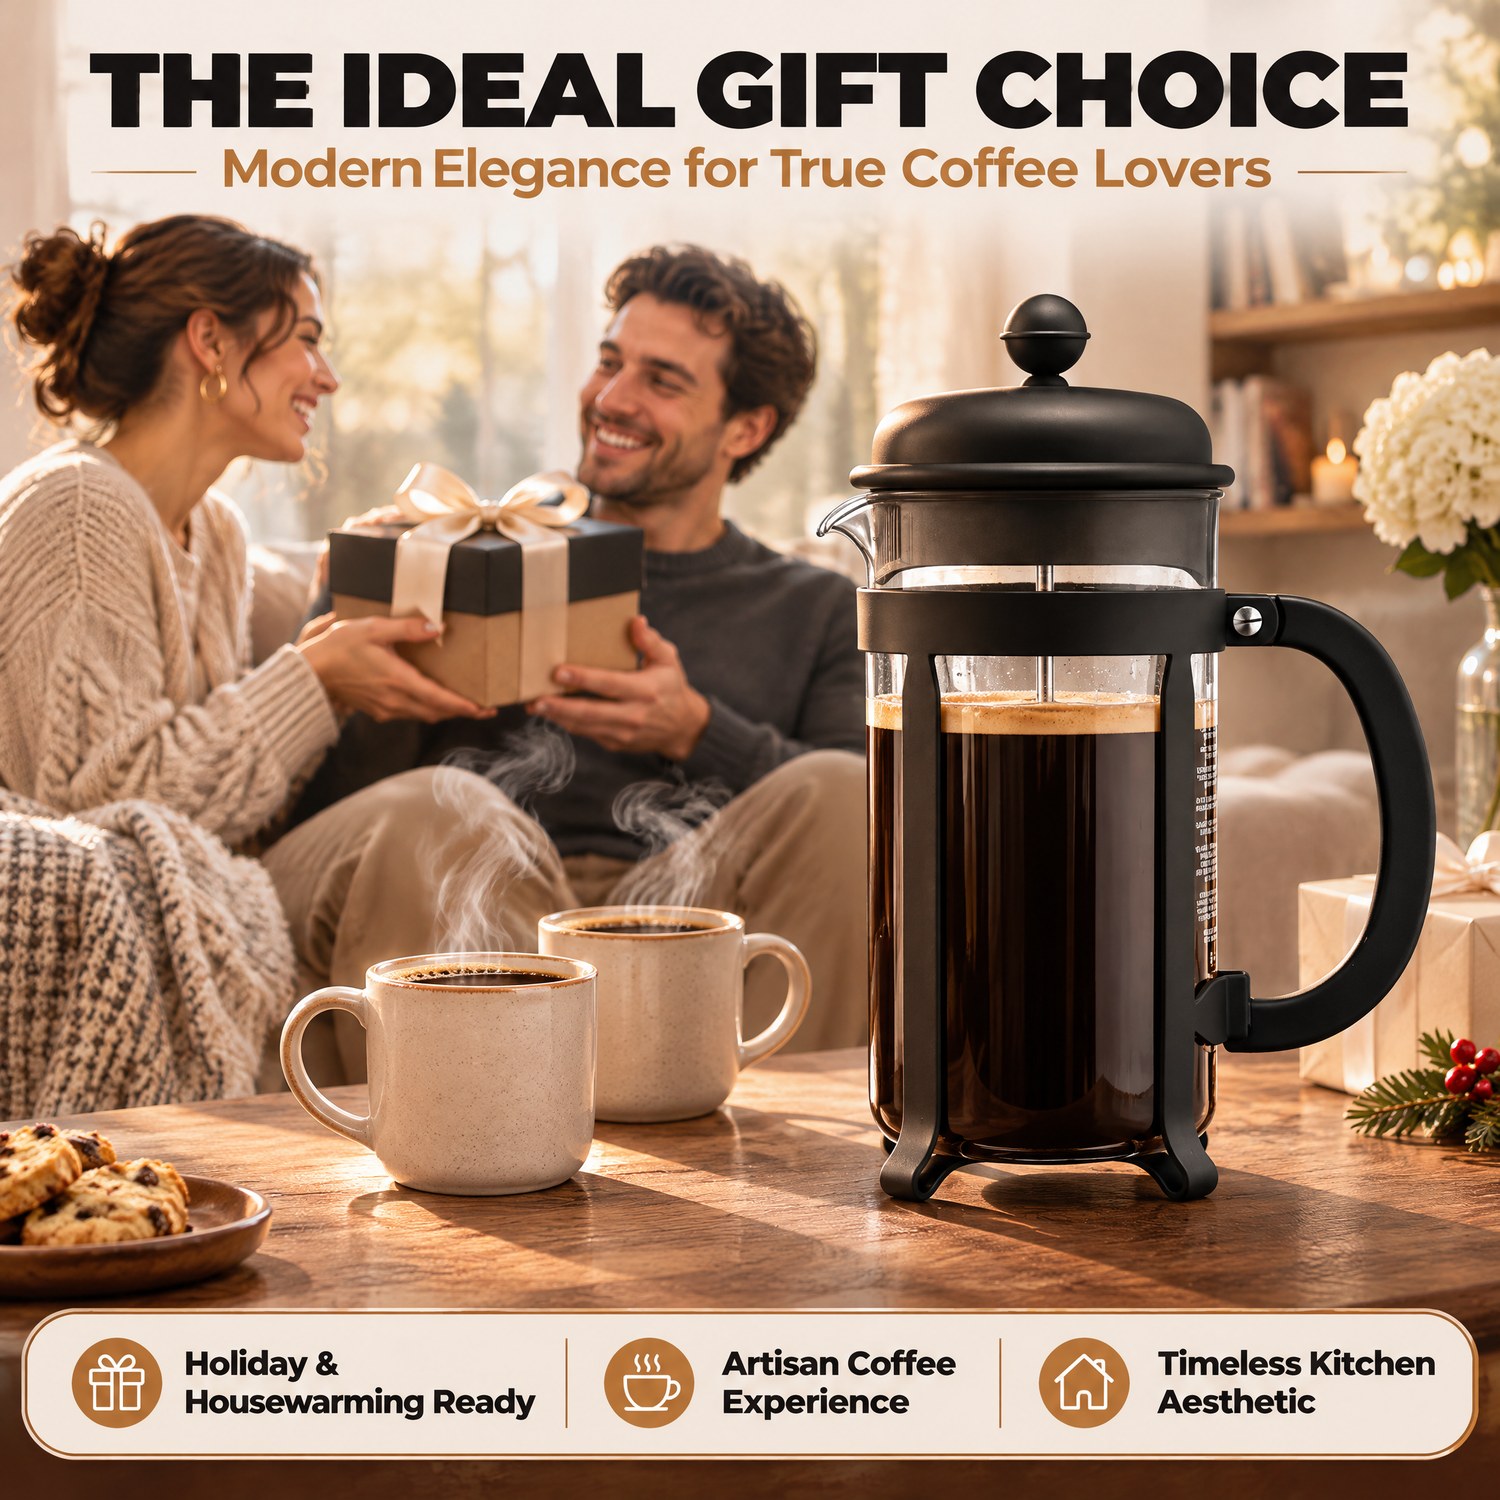 THE IDEAL GIFT CHOICE
Modern Elegance for True Coffee Lovers
Holiday &
Housewarming Ready
Artisan Coffee
Experience
Timeless Kitchen
Aesthetic